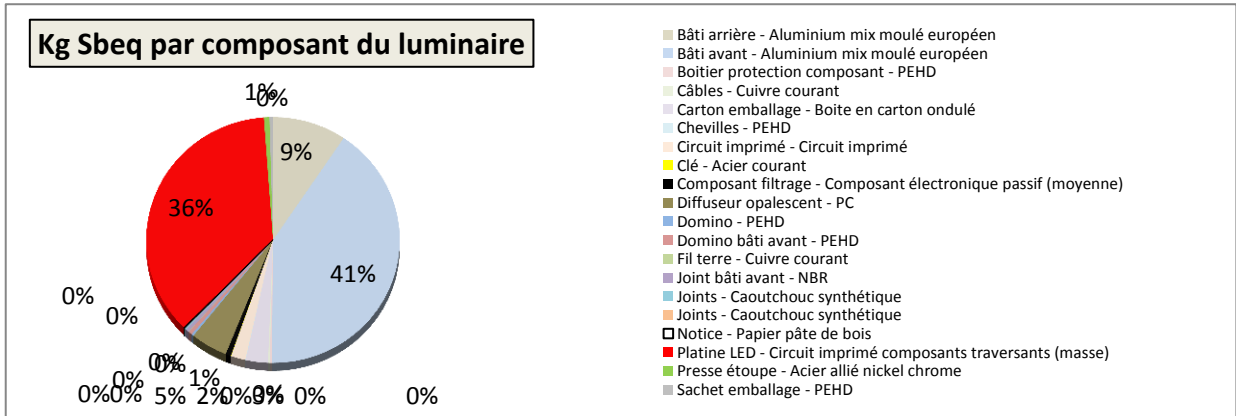 Kg Sbeq par composant du luminaire
1%
0%
9%
36%
41%
0%
0%
0%
0%
0%
1%
0%
0%
5%
2%
0%
3%
0%
0%
Bâti arrière - Aluminium mix moulé européen
Bâti avant - Aluminium mix moulé européen
Boitier protection composant - PEHD
Câbles - Cuivre courant
Carton emballage - Boite en carton ondulé
Chevilles - PEHD
Circuit imprimé - Circuit imprimé
Clé - Acier courant
Composant filtrage - Composant électronique passif (moyenne)
Diffuseur opalescent - PC
Domino - PEHD
Domino bâti avant - PEHD
Fil terre - Cuivre courant
Joint bâti avant - NBR
Joints - Caoutchouc synthétique
Joints - Caoutchouc synthétique
Notice - Papier pâte de bois
Platine LED - Circuit imprimé composants traversants (masse)
Presse étoupe - Acier allié nickel chrome
Sachet emballage - PEHD